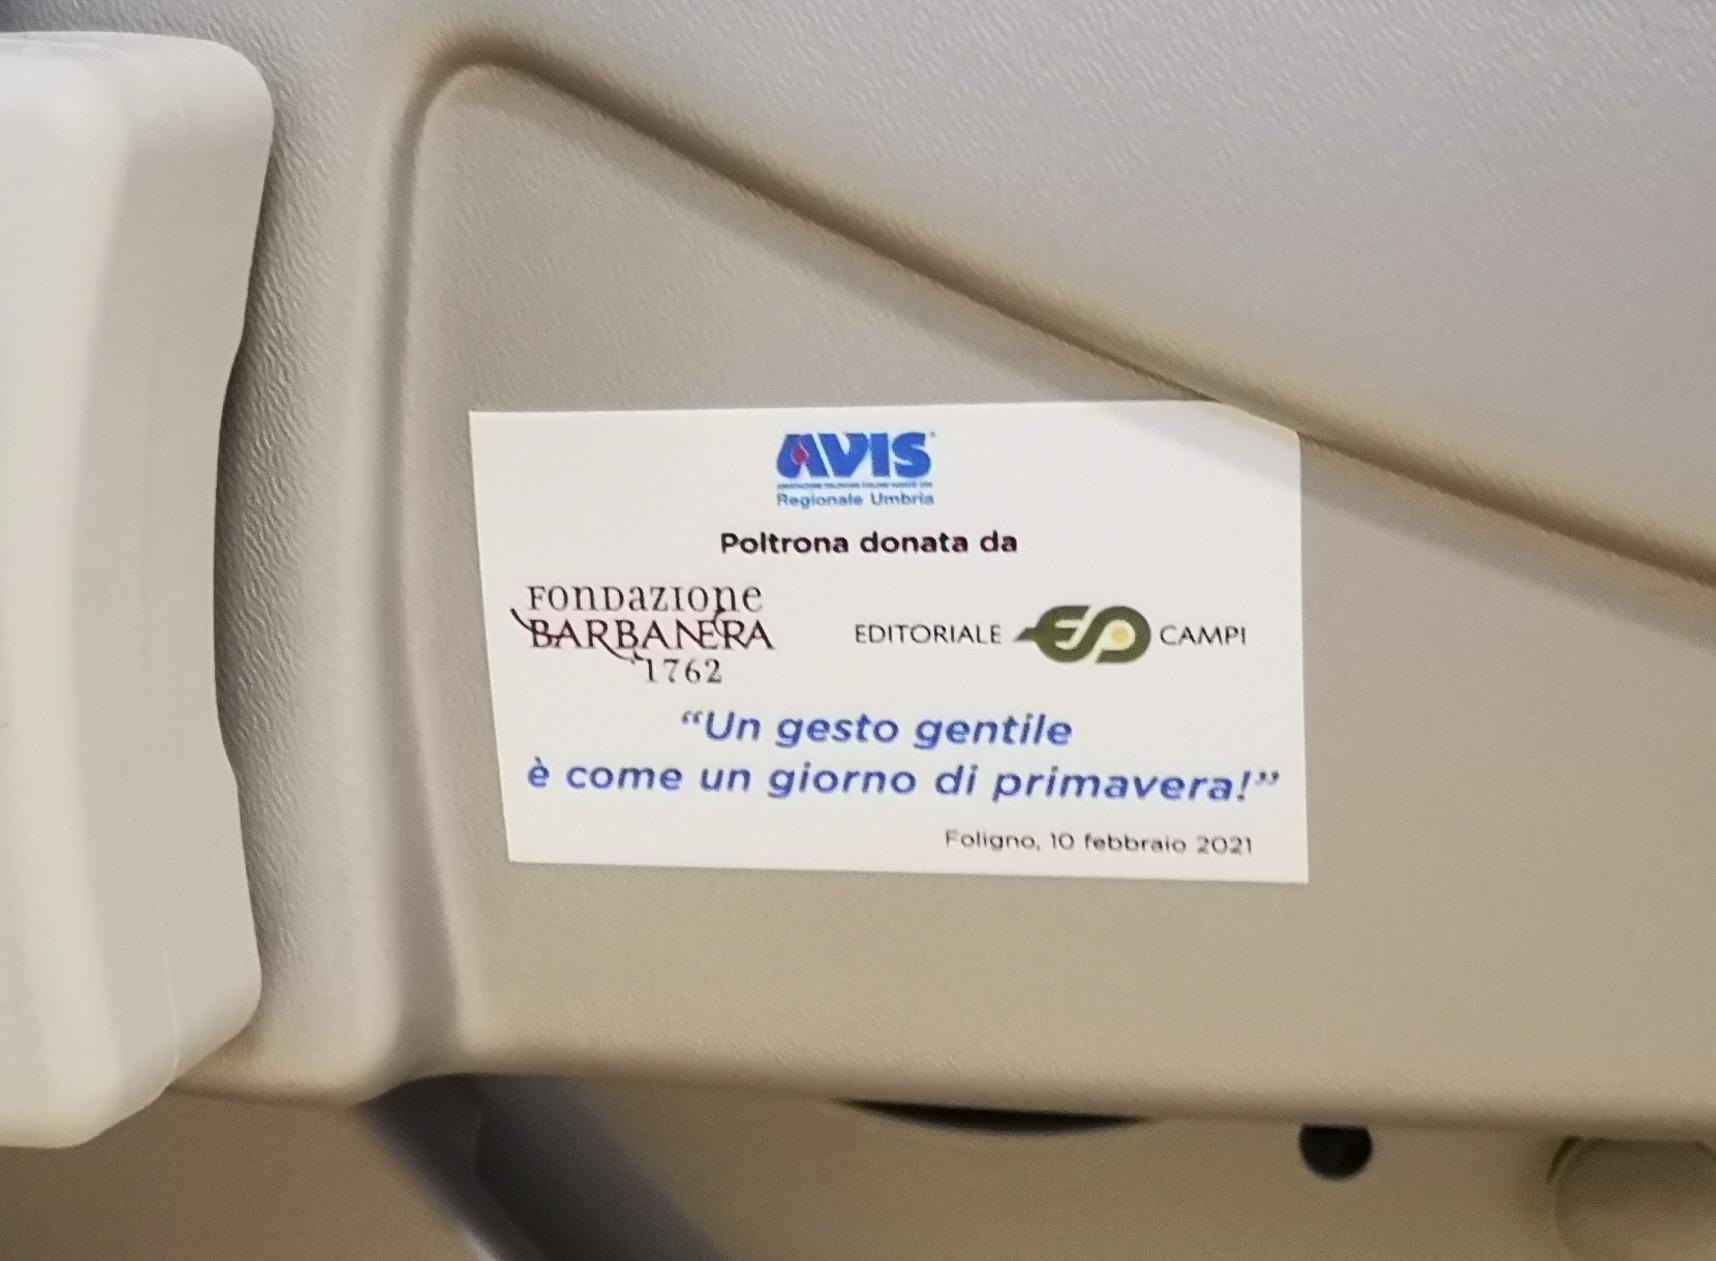 AVIS
Regionale Umbria
Poltrona donata da
FONDAZIONE
BARBANERA
1762
EDITORIALE CAMPI
“Un gesto gentile
è come un giorno di primavera!”
Foligno, 10 febbraio 2021